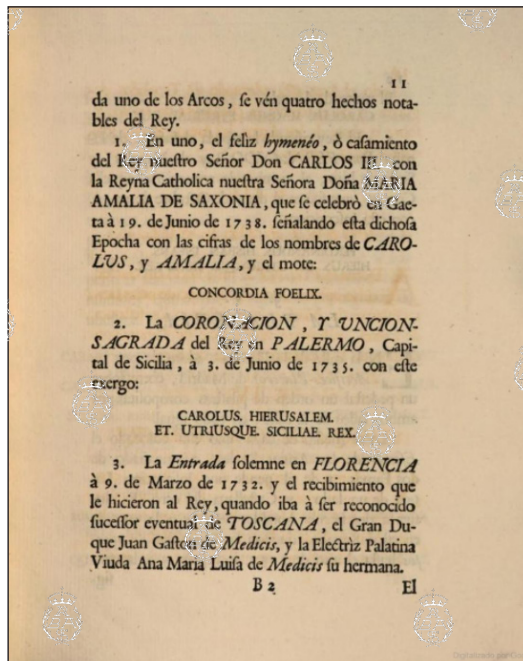 11
da uno de los Arcos, ſe vén quatro hechos nota-
bles del Rey.
1. En uno, el feliz hymenéo, ò caſamiento
del Rey nueſtro Señor Don CARLOS III. con
la Reyna Catholica nueſtra Señora Doña MARIA
AMALIA DE SAXONIA, que ſe celebrò en Gae-
ta à 19. de Junio de 1738. ſeñalando eſta dichoſa
Epocha con las cifras de los nombres de CARO-
LUS, y AMALIA, y el mote:
CONCORDIA FOELIX.
2. La CORONACION, Y UNCION-
SAGRADA del Rey en PALERMO, Capi-
tal de Sicilia, à 3. de Junio de 1735. con eſte
exergo:
CAROLUS. HIERUSALEM.
ET. UTRIUSQUE. SICILIAE. REX.
3. La Entrada ſolemne en FLORENCIA
à 9. de Marzo de 1732. y el recibimiento que
le hicieron al Rey, quando iba à ſer reconocido
ſuceſſor eventual de TOSCANA, el Gran Du-
que Juan Gaſton de Medicis, y la Electrìz Palatina
Viuda Ana Maria Luiſa de Medicis ſu hermana.
B 2 El